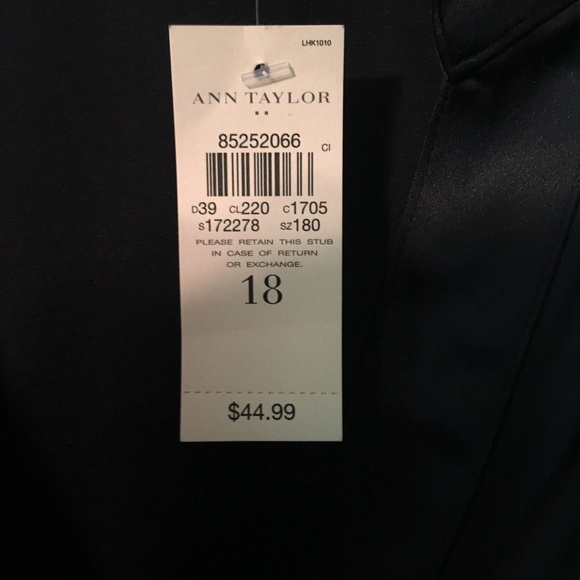 LHK1010
ANN TAYLOR
85252066 CI
D39 CL220 C1705
S172278 SZ180
PLEASE RETAIN THIS STUB
IN CASE OF RETURN
OR EXCHANGE.
18
$44.99